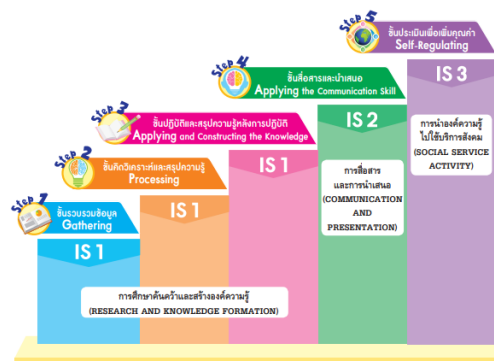 Step 5
ขั้นประเมินเพื่อเพิ่มคุณค่า
Self-Regulating
IS 3
การนำองค์ความรู้
ไปใช้บริการสังคม
(SOCIAL SERVICE
ACTIVITY)
Step 4
ขั้นสื่อสารและนำเสนอ
Applying the Communication Skill
IS 2
การสื่อสาร
และการนำเสนอ
(COMMUNICATION
AND
PRESENTATION)
Step 3
ขั้นปฏิบัติและสรุปความรู้หลังการปฏิบัติ
Applying and Constructing the Knowledge
IS 1
Step 2
ขั้นคิดวิเคราะห์และสรุปความรู้
Processing
IS 1
Step 1
ขั้นรวบรวมข้อมูล
Gathering
IS 1
การศึกษาค้นคว้าและสร้างองค์ความรู้
(RESEARCH AND KNOWLEDGE FORMATION)